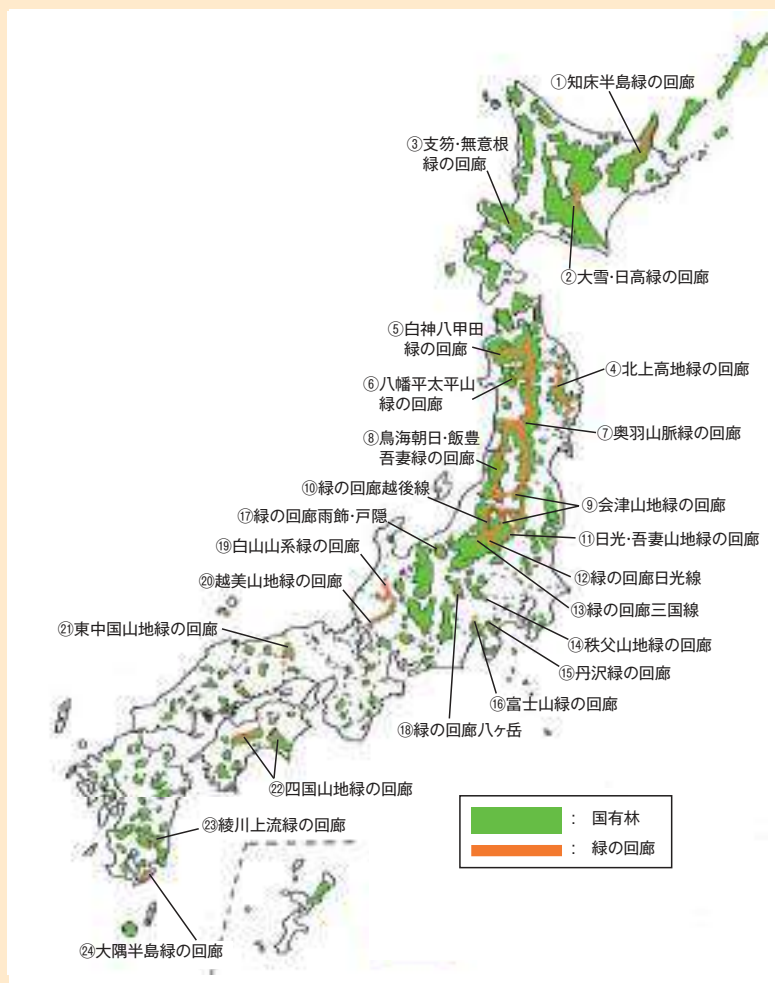 ①知床半島緑の回廊
③支笏・無意根
緑の回廊
②大雪・日高緑の回廊
⑤白神八甲田
緑の回廊
④北上高地緑の回廊
⑥八幡平太平山
緑の回廊
⑦奥羽山脈緑の回廊
⑧鳥海朝日・飯豊
吾妻緑の回廊
⑩緑の回廊越後線
⑨会津山地緑の回廊
⑰緑の回廊雨飾・戸隠
⑪日光・吾妻山地緑の回廊
⑲白山山系緑の回廊
⑫緑の回廊日光線
⑳越美山地緑の回廊
⑬緑の回廊三国線
㉑東中国山地緑の回廊
⑭秩父山地緑の回廊
⑮丹沢緑の回廊
⑯富士山緑の回廊
⑱緑の回廊八ヶ岳
㉒四国山地緑の回廊
㉓綾川上流緑の回廊
㉔大隅半島緑の回廊
： 国有林
： 緑の回廊